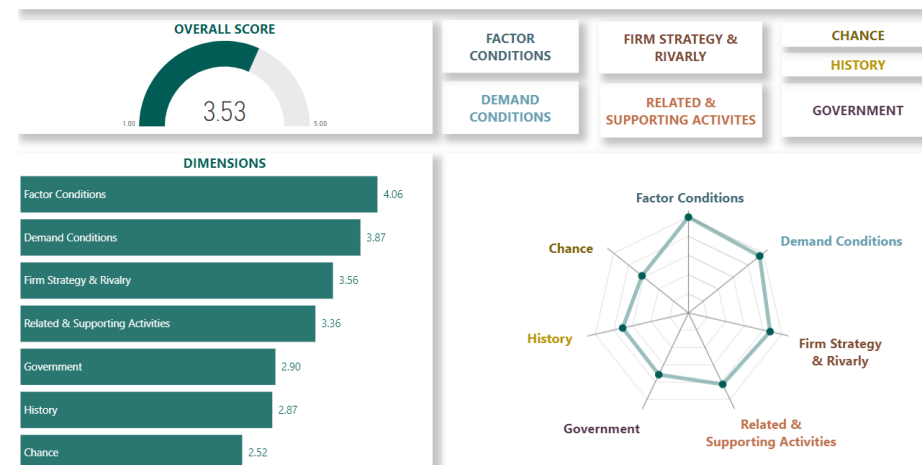 OVERALL SCORE
3.53
1.00
5.00
FACTOR
CONDITIONS
FIRM STRATEGY &
RIVARLY
CHANCE
HISTORY
DEMAND
CONDITIONS
RELATED &
SUPPORTING ACTIVITES
GOVERNMENT
DIMENSIONS
Factor Conditions 4.06
Demand Conditions 3.87
Firm Strategy & Rivalry 3.56
Related & Supporting Activities 3.36
Government 2.90
History 2.87
Chance 2.52
Factor Conditions
Demand Conditions
Chance
History
Firm Strategy
& Rivarly
Government
Related &
Supporting Activities